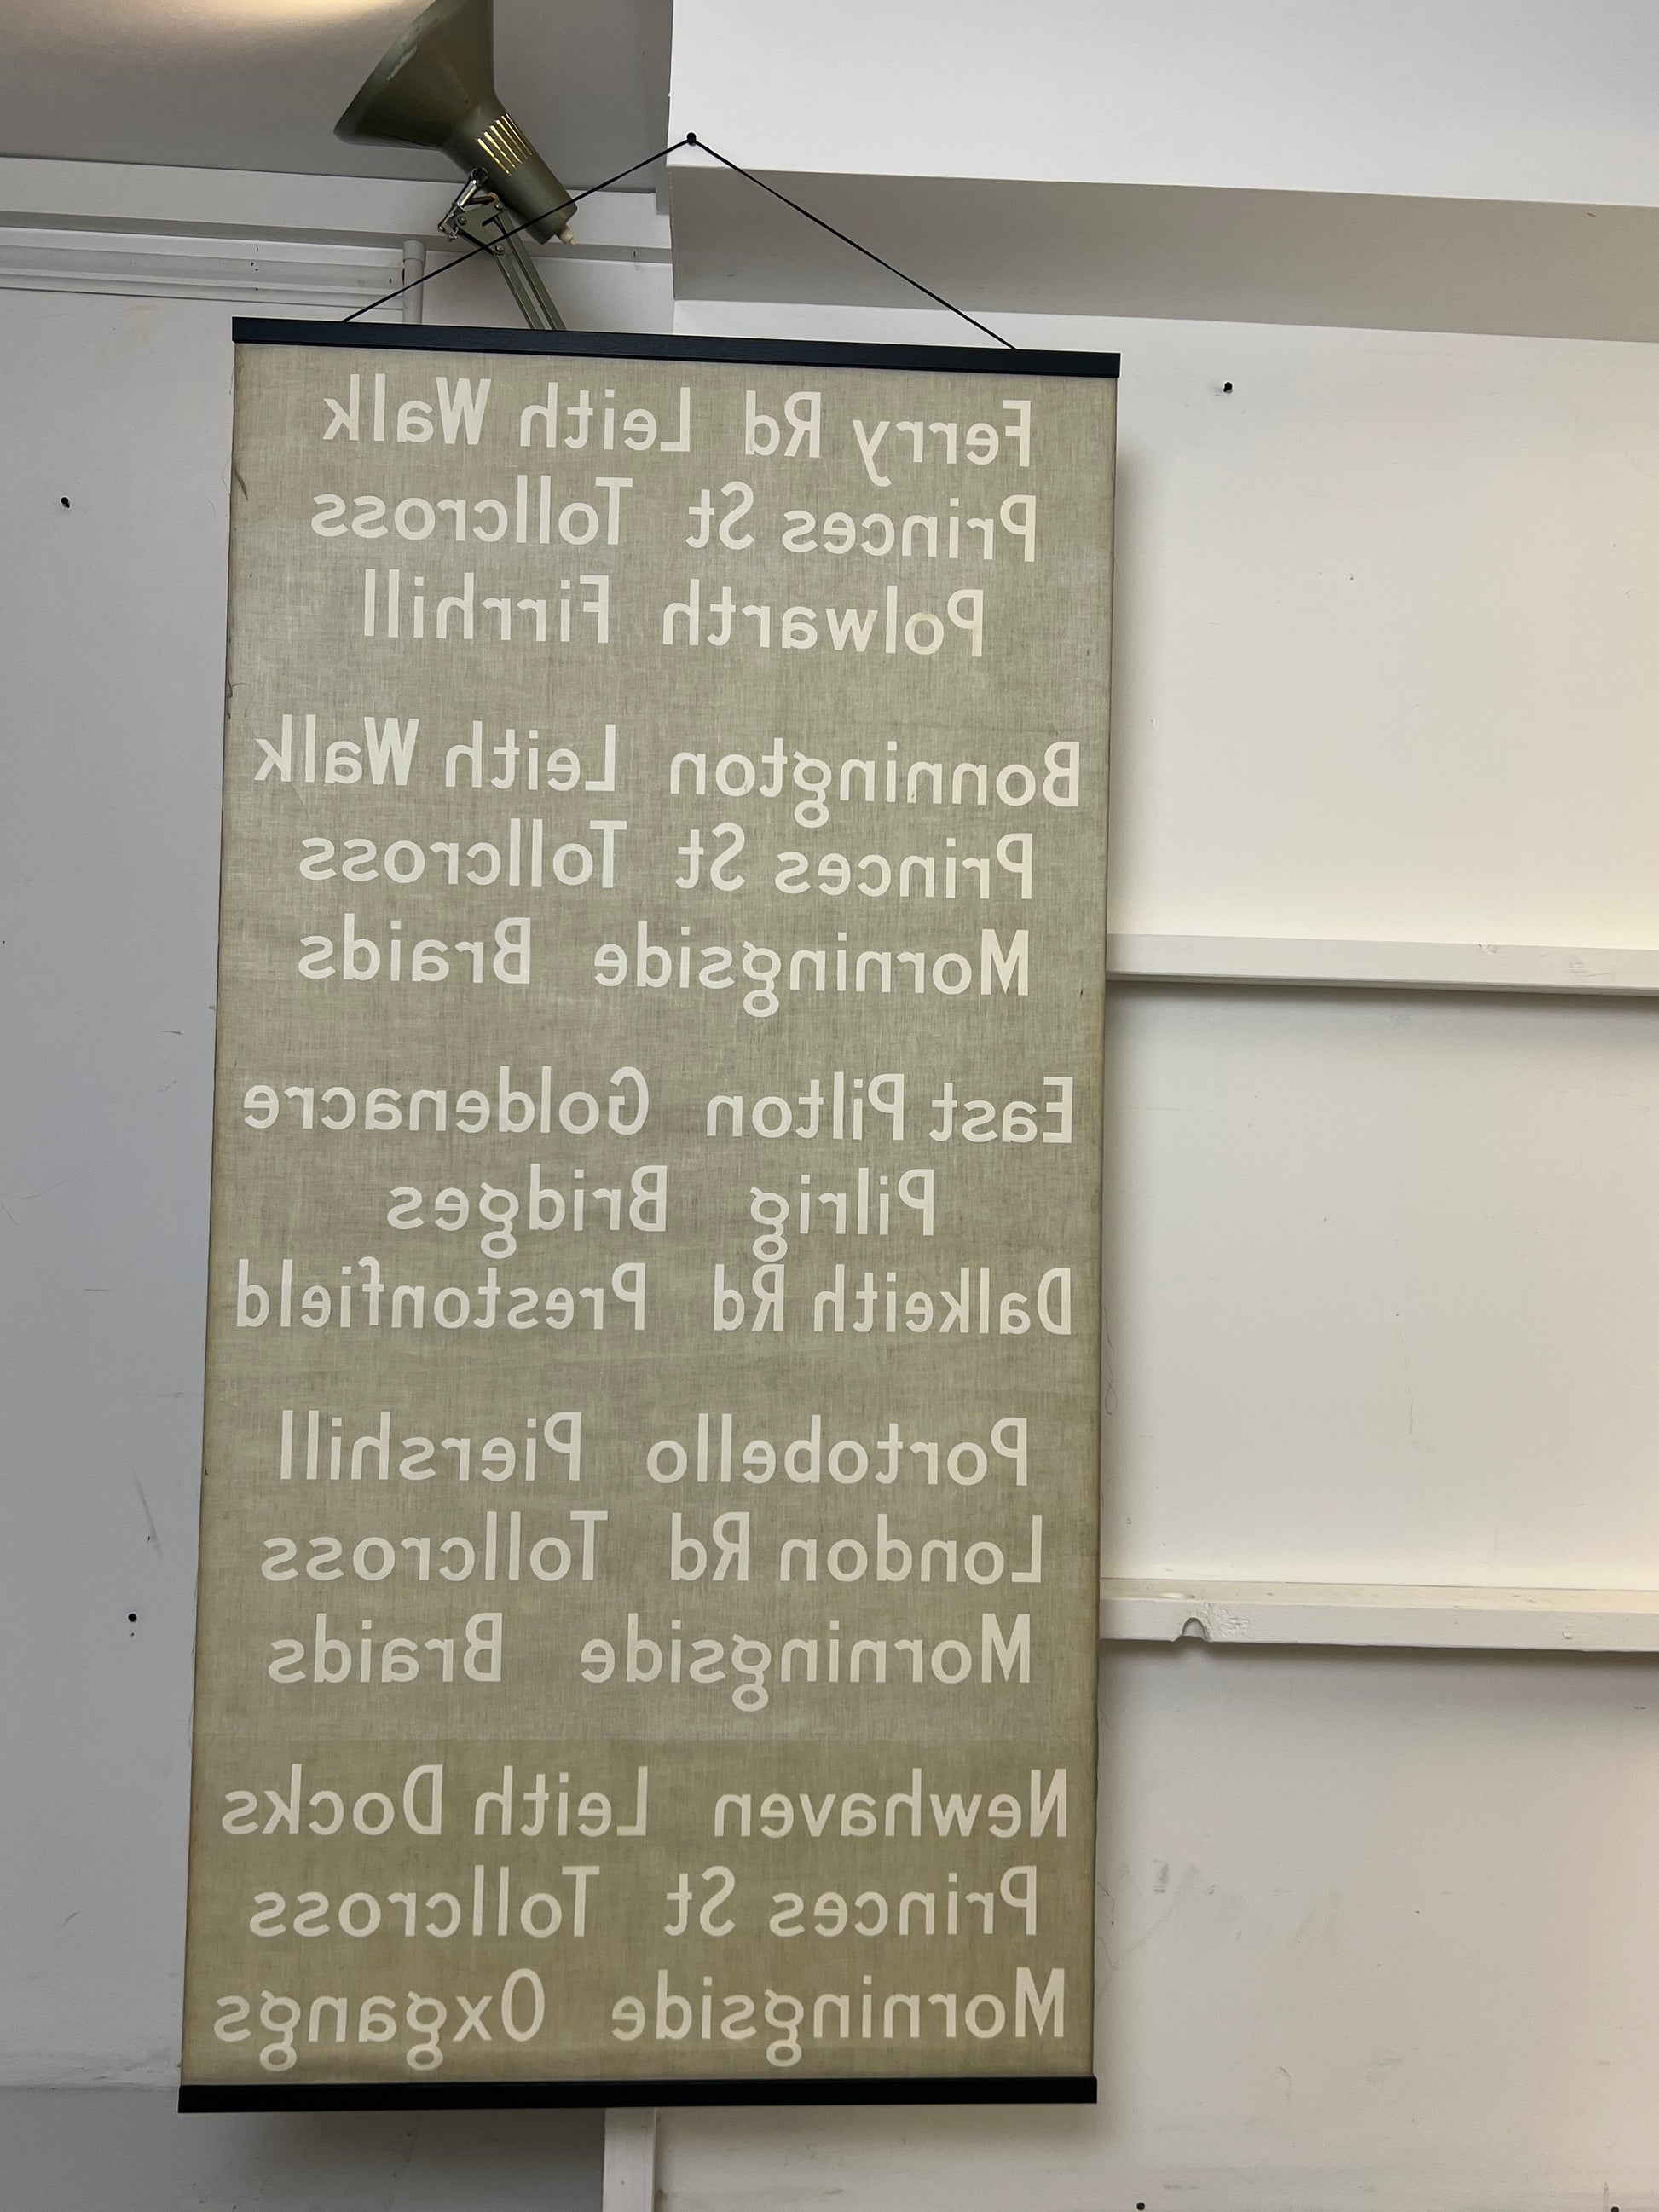 Ferry Rd Leith Walk
Princes St Tollcross
Polwarth Firrhill
Bonnington Leith Walk
Princes St Tollcross
Morningside Braids
East Pilton Goldenacre
Pilrig Bridges
Dalkeith Rd Prestonfield
Portobello Piershill
London Rd Tollcross
Morningside Braids
Newhaven Leith Docks
Princes St Tollcross
Morningside Oxgangs